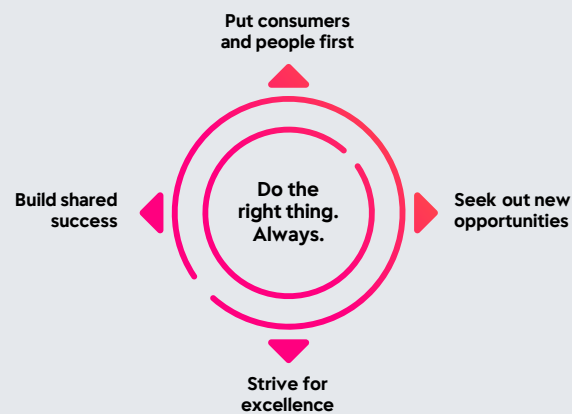 Put consumers
and people first
Build shared
success
Do the
right thing.
Always.
Seek out new
opportunities
Strive for
excellence